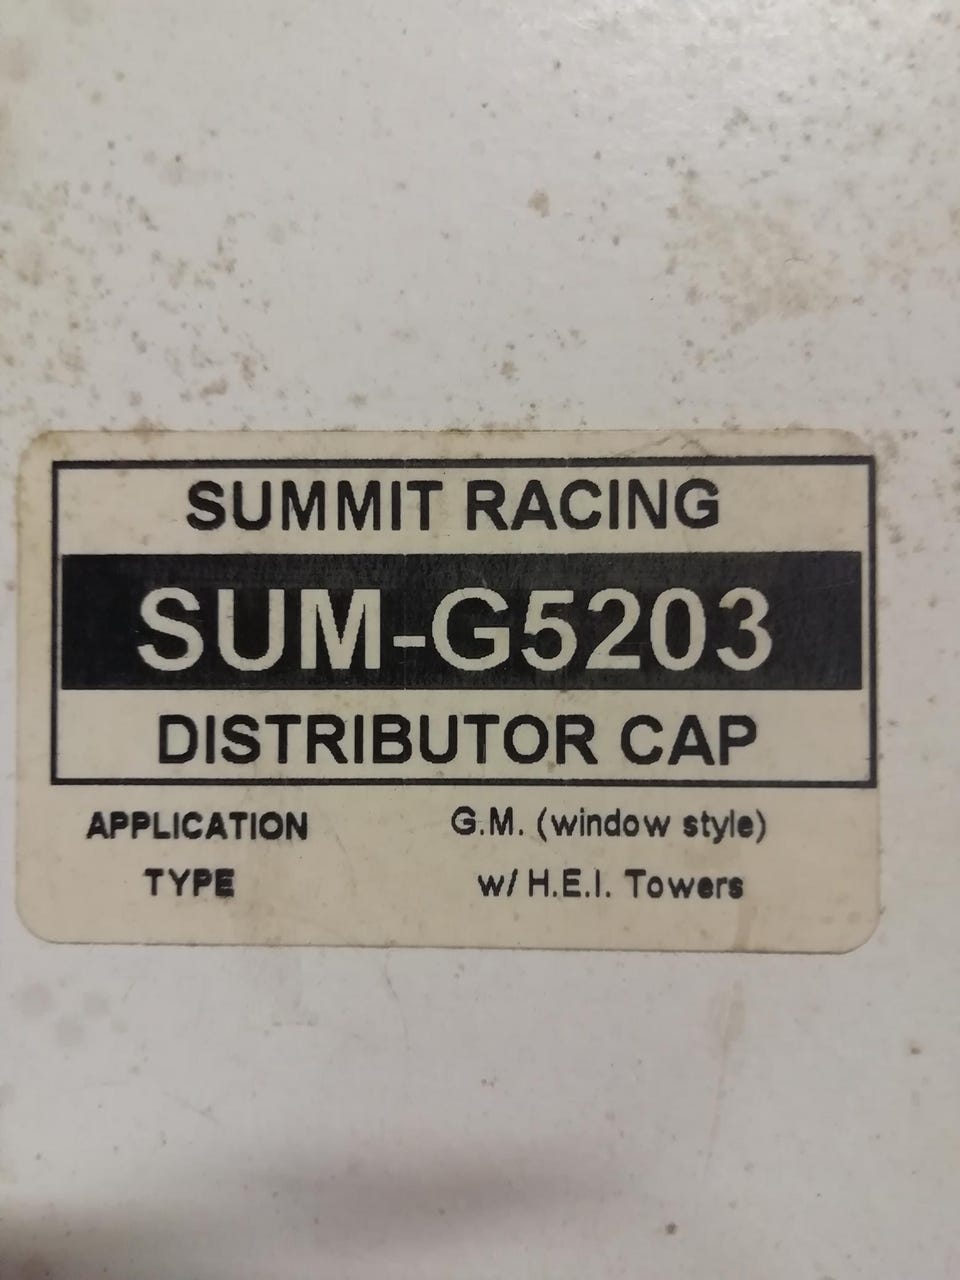 SUMMIT RACING
SUM-G5203
DISTRIBUTOR CAP
APPLICATION G.M. (window style)
TYPE w/ H.E.I. Towers